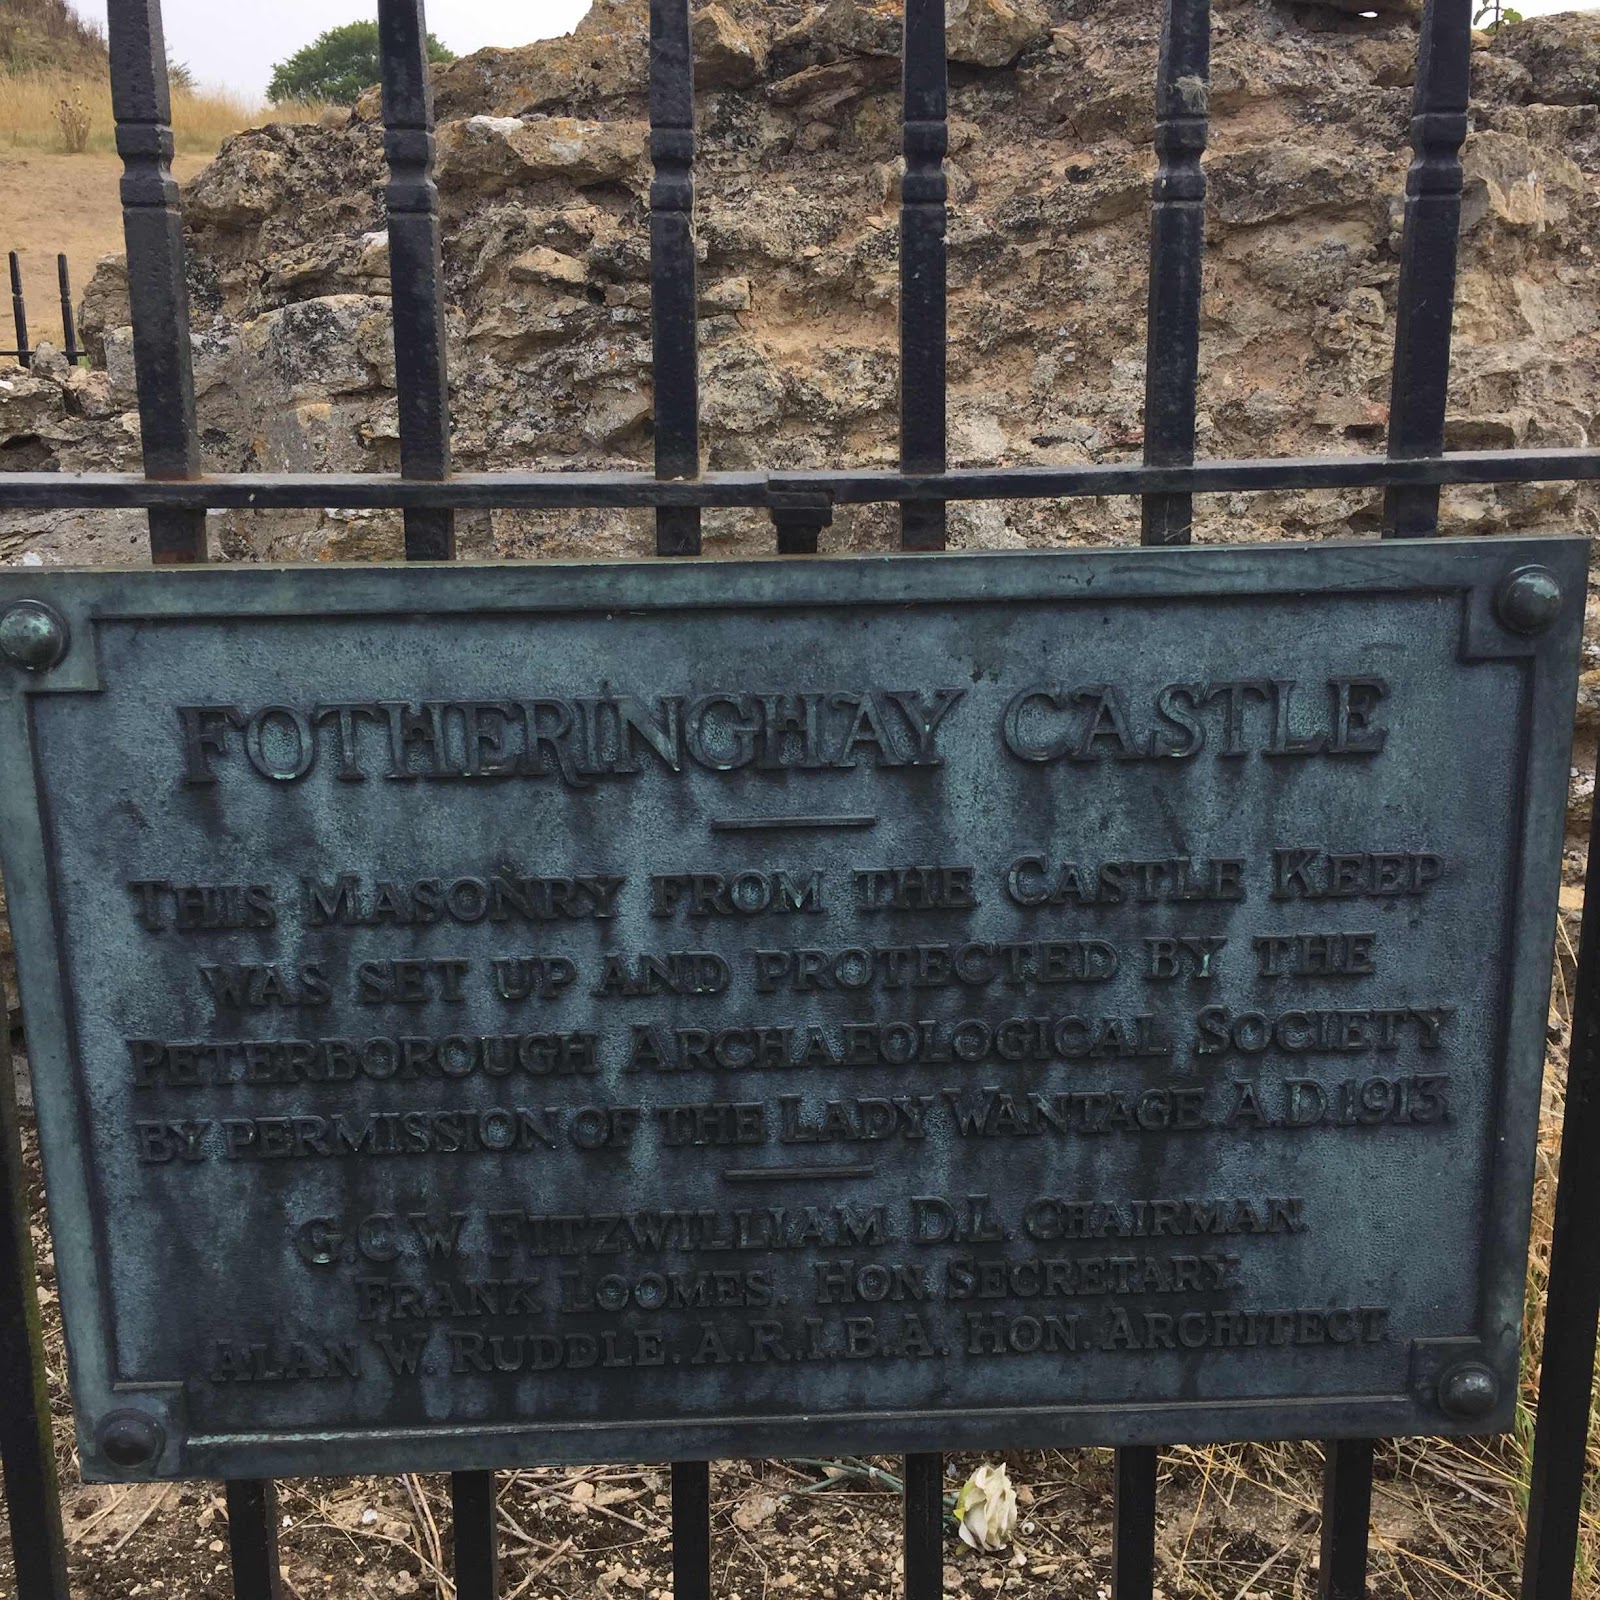 FOTHERINGHAY CASTLE
THIS MASONRY FROM THE CASTLE KEEP
WAS SET UP AND PROTECTED BY THE
PETERBOROUGH ARCHAEOLOGICAL SOCIETY
BY PERMISSION OF THE LADY WANTAGE A.D. 1913.
G.C.W. FITZWILLIAM D.L. CHAIRMAN.
FRANK LOOMES. HON. SECRETARY.
ALAN W. RUDDLE. A.R.I.B.A. HON. ARCHITECT